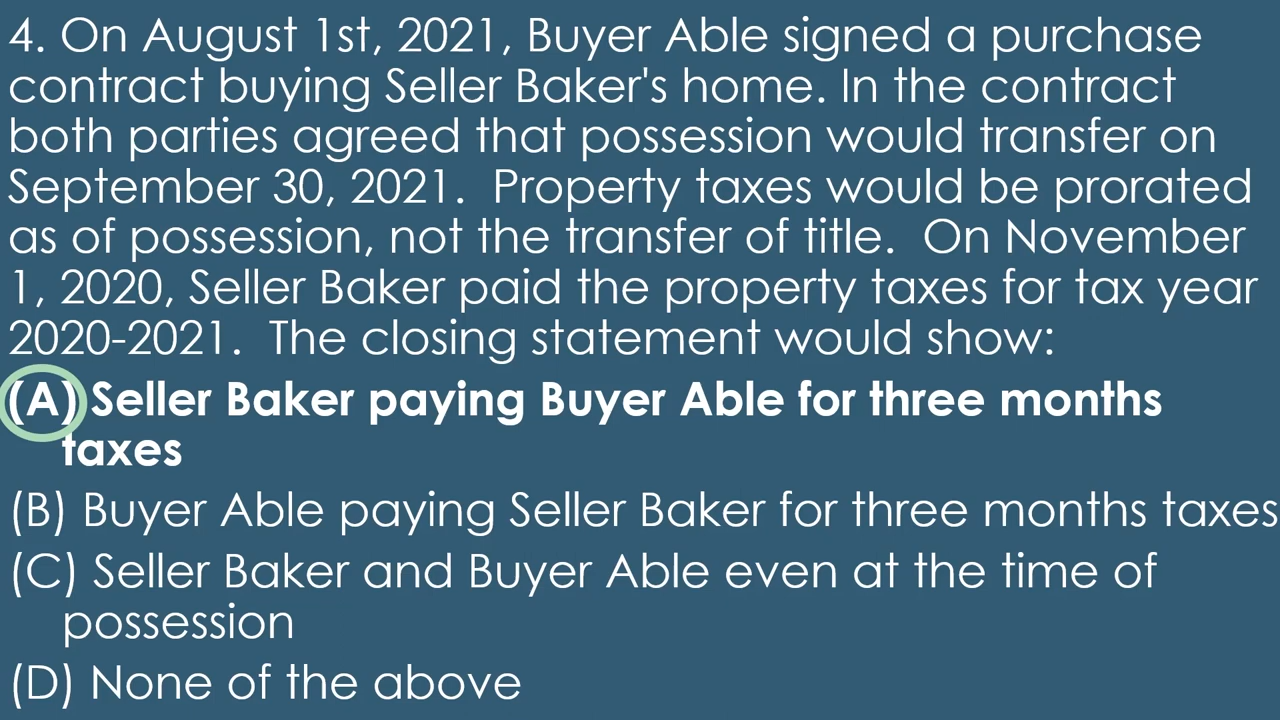 4. On August 1st, 2021, Buyer Able signed a purchase
contract buying Seller Baker's home. In the contract
both parties agreed that possession would transfer on
September 30, 2021.  Property taxes would be prorated
as of possession, not the transfer of title.  On November
1, 2020, Seller Baker paid the property taxes for tax year
2020-2021.  The closing statement would show:
(A) Seller Baker paying Buyer Able for three months
taxes
(B) Buyer Able paying Seller Baker for three months taxes
(C) Seller Baker and Buyer Able even at the time of
possession
(D) None of the above